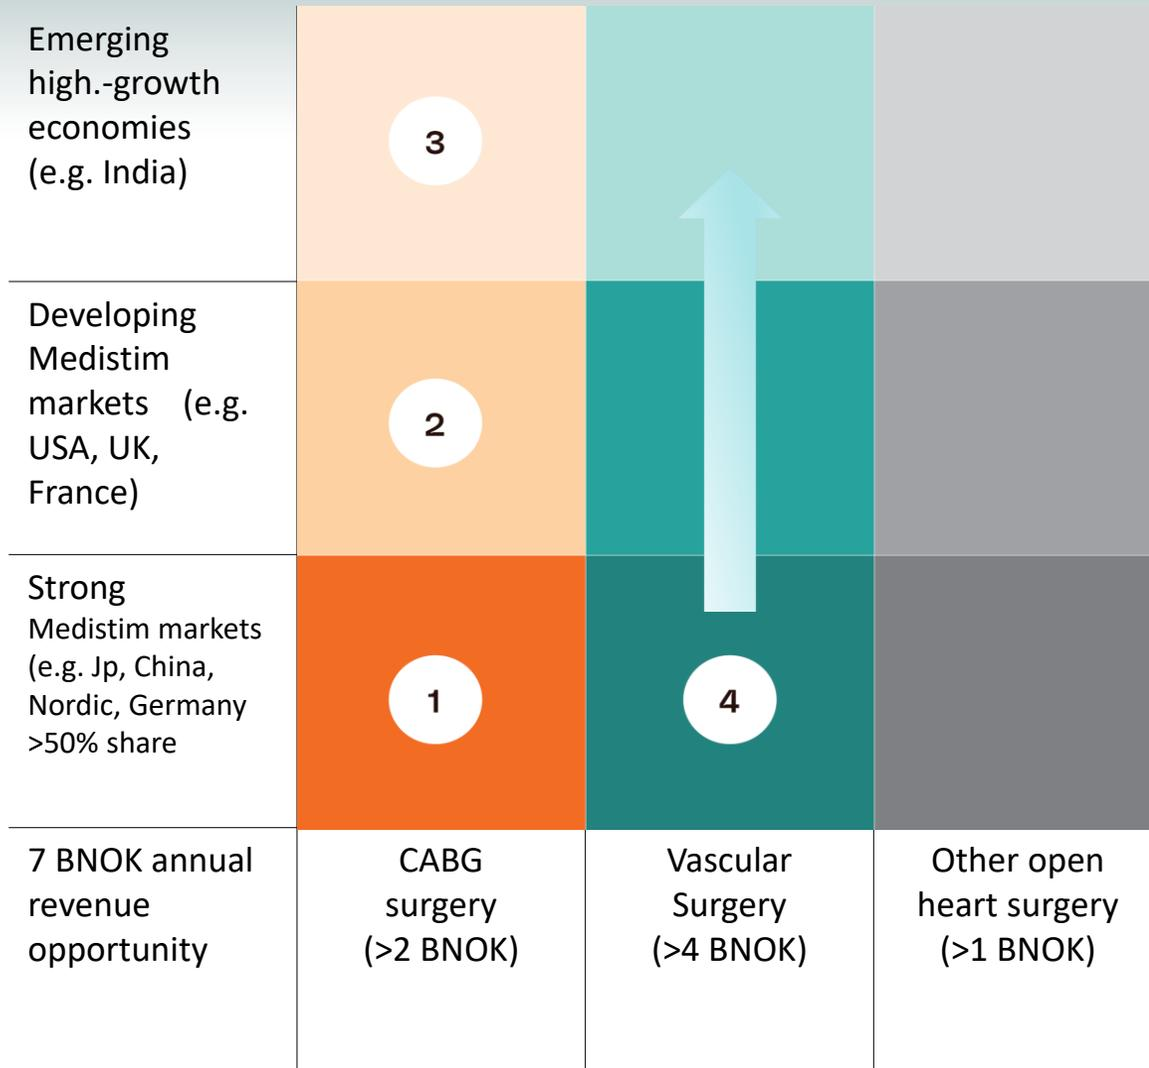 Emerging
high.-growth
economies
(e.g. India)
3
Developing
Medistim
markets (e.g.
USA, UK,
France)
2
Strong
Medistim markets
(e.g. Jp, China,
Nordic, Germany
>50% share
1
4
7 BNOK annual
revenue
opportunity
CABG
surgery
(>2 BNOK)
Vascular
Surgery
(>4 BNOK)
Other open
heart surgery
(>1 BNOK)